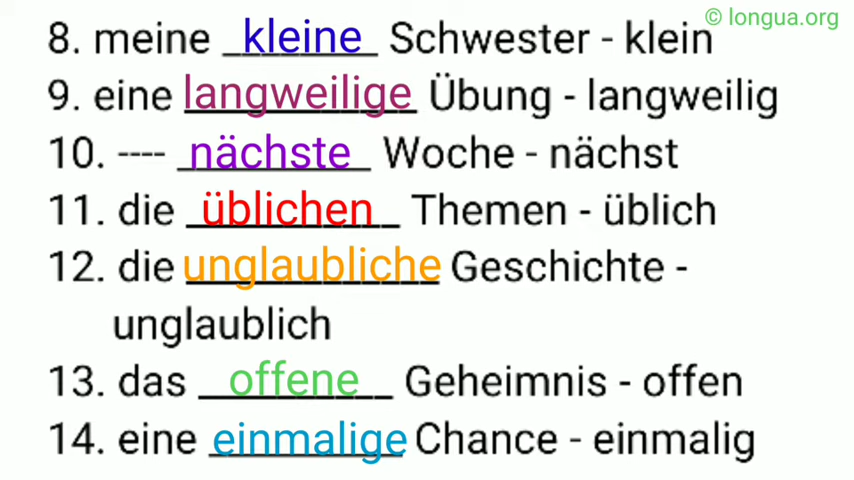 © longua.org
8. meine kleine Schwester - klein
9. eine langweilige Übung - langweilig
10. ---- nächste Woche - nächst
11. die üblichen Themen - üblich
12. die unglaubliche Geschichte -
unglaublich
13. das offene Geheimnis - offen
14. eine einmalige Chance - einmalig